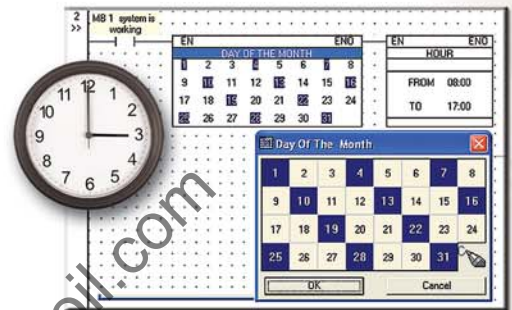 2 MB 1 system is
>> working
EN ENO
DAY OF THE MONTH
1 2 3 4 5 6 7 8
9 10 11 12 13 14 15 16
17 18 19 20 21 22 23 24
25 26 27 28 29 30 31
EN ENO
HOUR
FROM 08:00
TO 17:00
12 1 2 3 4 5 6 7 8 9 10 11
Day Of The Month
1 2 3 4 5 6 7 8
9 10 11 12 13 14 15 16
17 18 19 20 21 22 23 24
25 26 27 28 29 30 31
OK Cancel
oil.com